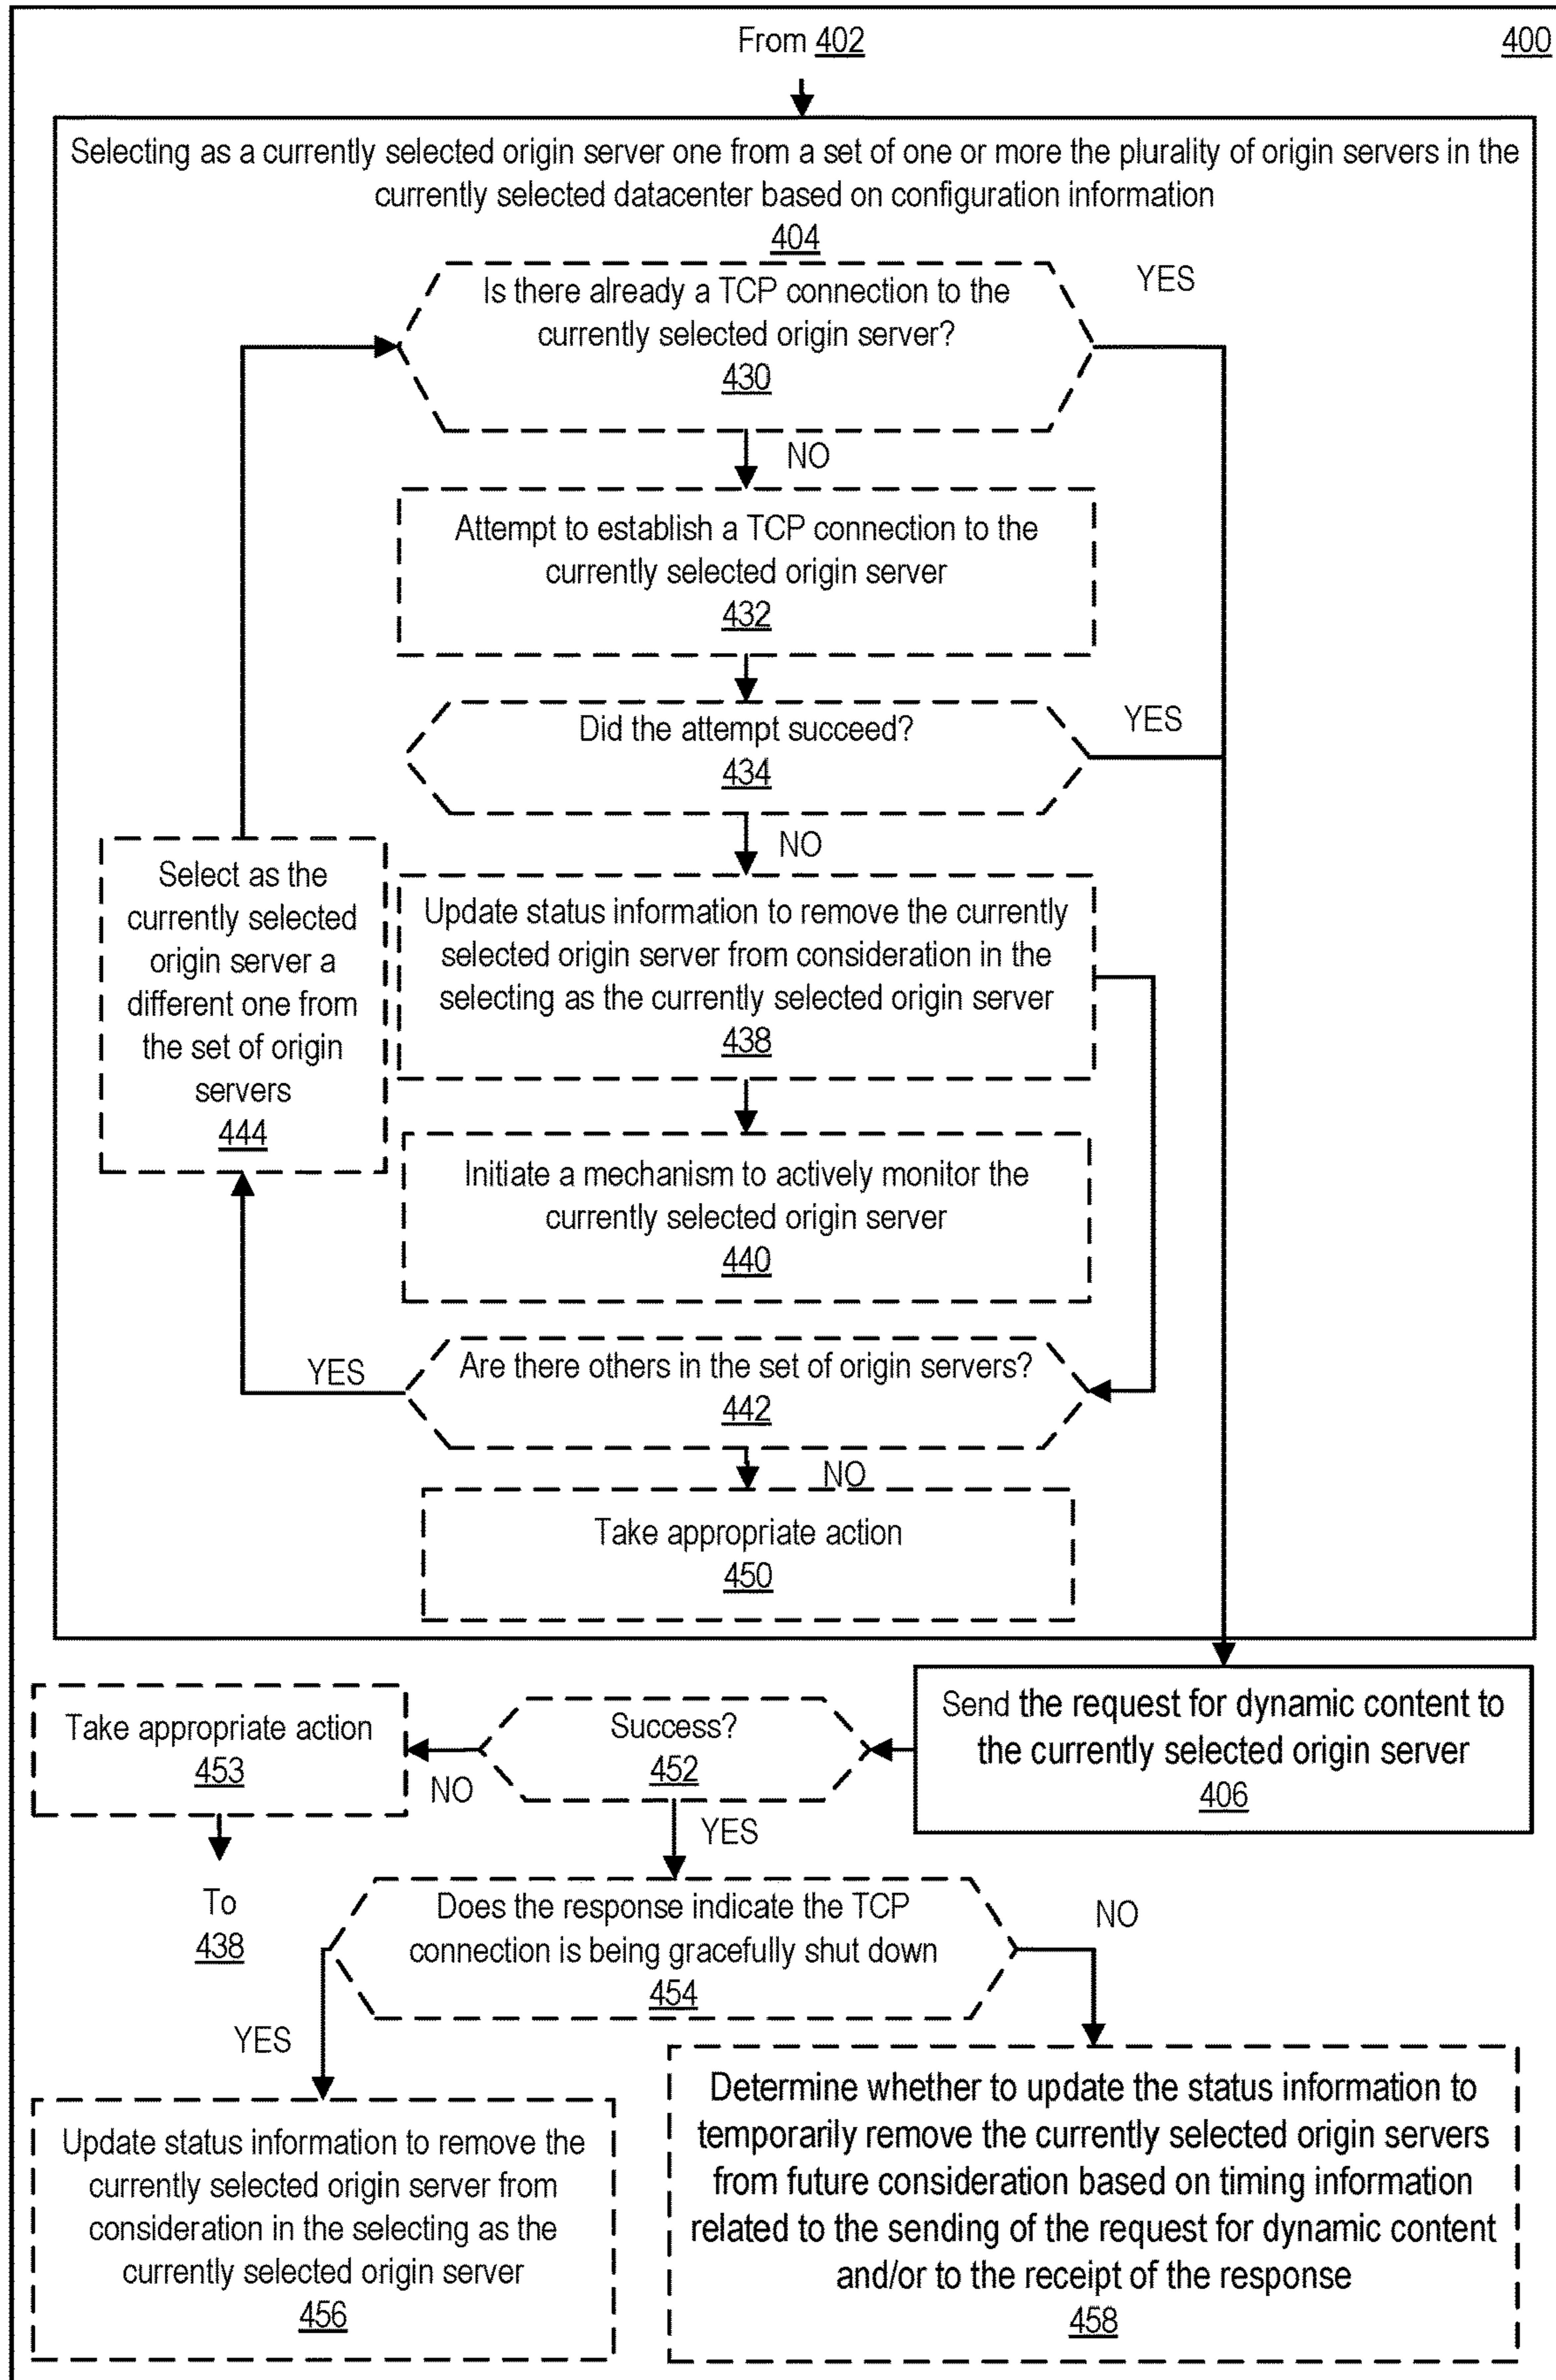 From 402
400
Selecting as a currently selected origin server one from a set of one or more the plurality of origin servers in the
currently selected datacenter based on configuration information
404
Is there already a TCP connection to the
currently selected origin server?
430
YES
NO
Attempt to establish a TCP connection to the
currently selected origin server
432
Did the attempt succeed?
434
YES
NO
Select as the
currently selected
origin server a
different one from
the set of origin
servers
444
Update status information to remove the currently
selected origin server from consideration in the
selecting as the currently selected origin server
438
Initiate a mechanism to actively monitor the
currently selected origin server
440
YES
Are there others in the set of origin servers?
442
NO
Take appropriate action
450
Send the request for dynamic content to
the currently selected origin server
406
Success?
452
NO
YES
Take appropriate action
453
To
438
Does the response indicate the TCP
connection is being gracefully shut down
454
NO
YES
Update status information to remove the
currently selected origin server from
consideration in the selecting as the
currently selected origin server
456
Determine whether to update the status information to
temporarily remove the currently selected origin servers
from future consideration based on timing information
related to the sending of the request for dynamic content
and/or to the receipt of the response
458